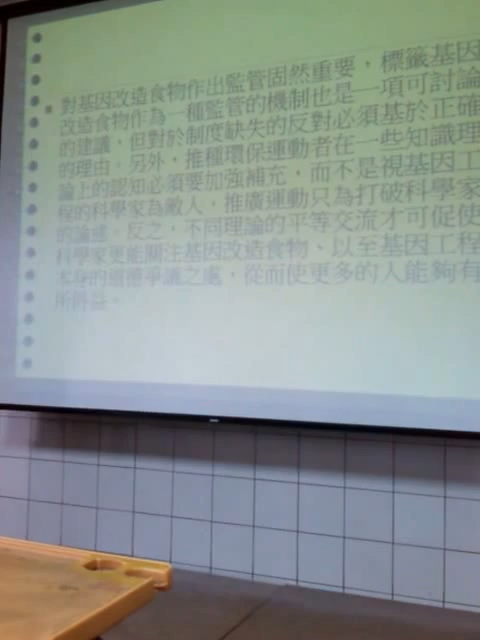 對基因改造食物作出監管固然重要，標籤基因
改造食物作為一種監管的機制也是一項可討論
的建議，但對於制度缺失的反對必須基於正確
的理由。另外，推種環保運動者在一些知識理
論上的認知必須要加強補充，而不是視基因工
程的科學家為敵人，推廣運動只為打破科學家
的論述。反之，不同理論的平等交流才可促使
科學家更能關注基因改造食物、以至基因工程
本身的道德爭議之處，從而使更多的人能夠有
所得益。